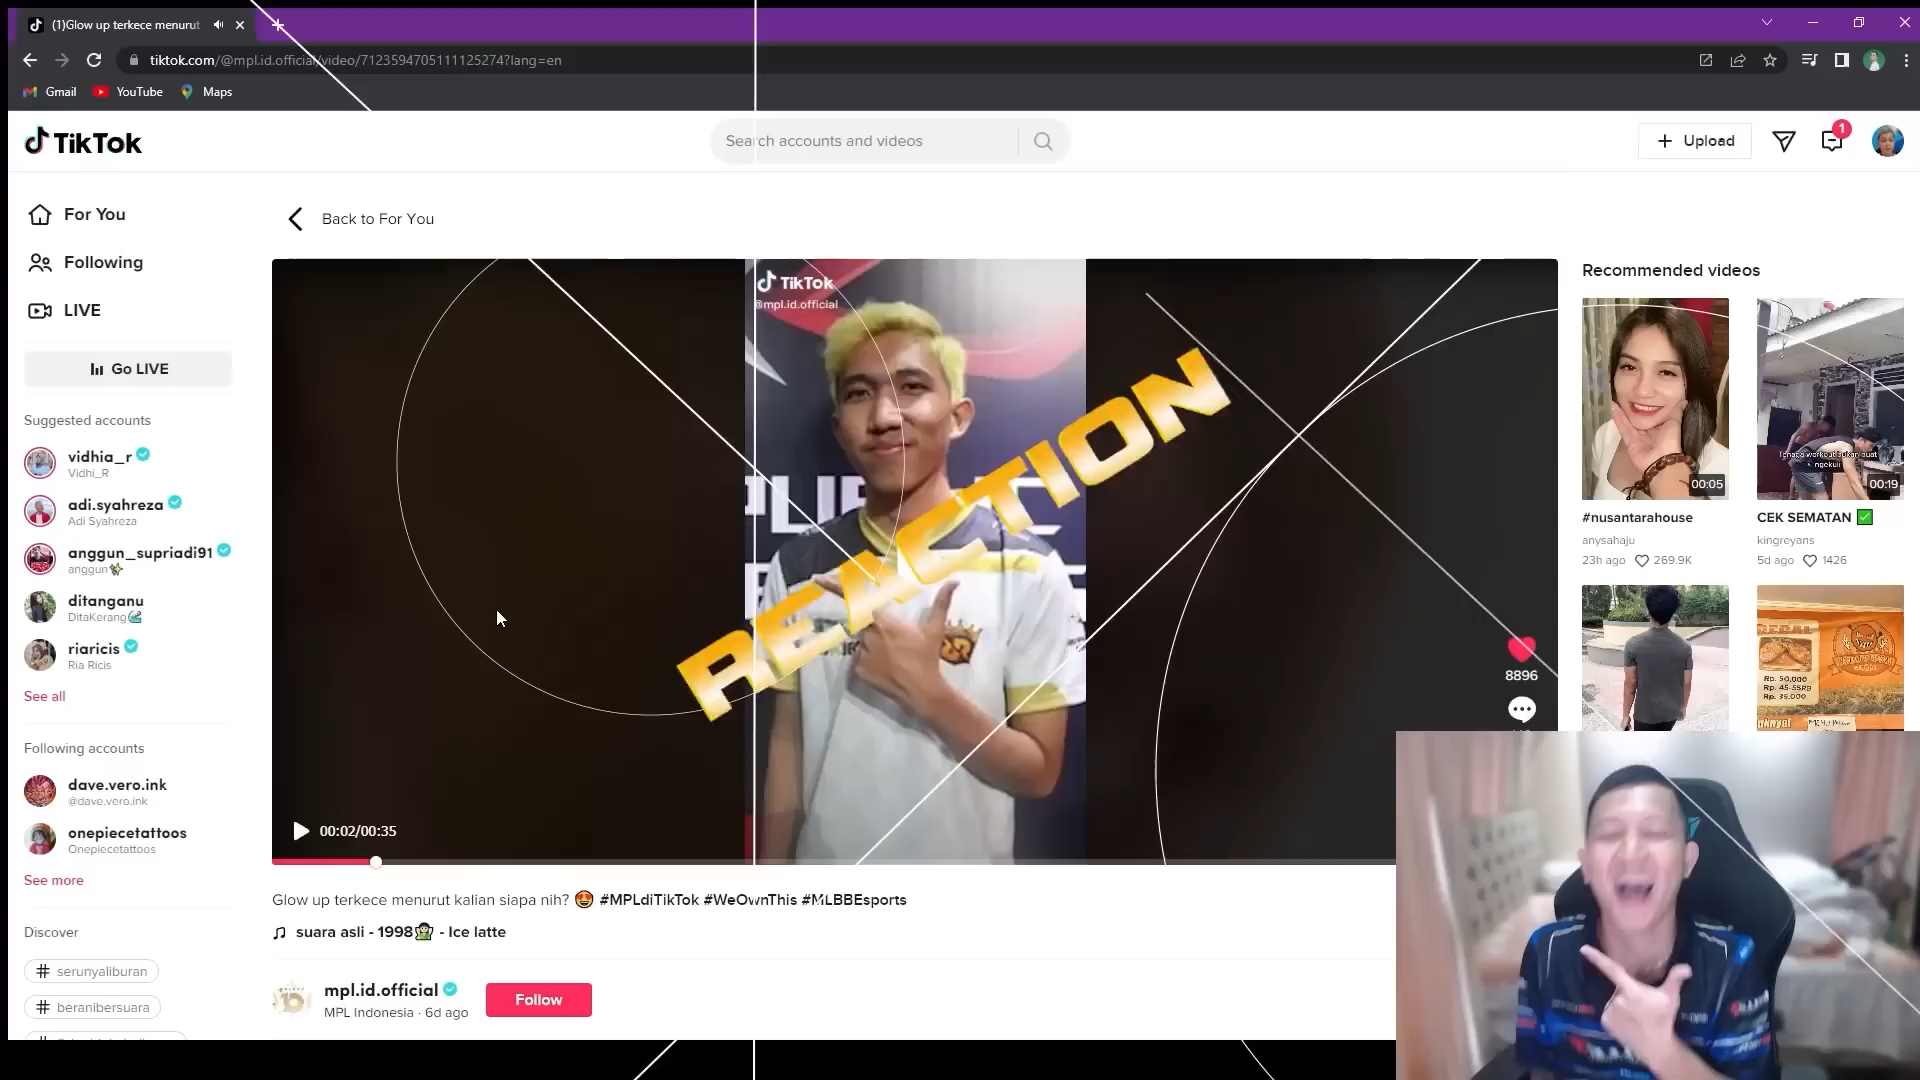 (1)Glow up terkece menurut
tiktok.com/@mpl.id.official/video/7123594705111125274?lang=en
Gmail
YouTube
Maps
TikTok
Search accounts and videos
Upload
1
For You
Following
LIVE
Go LIVE
Suggested accounts
vidhia_r
Vidhi_R
adi.syahreza
Adi Syahreza
anggun_supriadi91
anggun
ditanganu
DitaKerang
riaricis
Ria Ricis
See all
Following accounts
dave.vero.ink
@dave.vero.ink
onepiecetattoos
Onepiecetattoos
See more
Discover
# serunyaliburan
# beranibersuara
Back to For You
TikTok
@mpl.id.official
REACTION
8896
00:02/00:35
Glow up terkece menurut kalian siapa nih? 😍 #MPLdiTikTok #WeOwnThis #MLBBEsports
suara asli - 1998 - Ice latte
mpl.id.official
MPL Indonesia · 6d ago
Follow
Recommended videos
00:05
#nusantarahouse
anysahaju
23h ago 269.9K
00:19
CEK SEMATAN ✅
kingreyans
5d ago 1426
Rp. 50,000